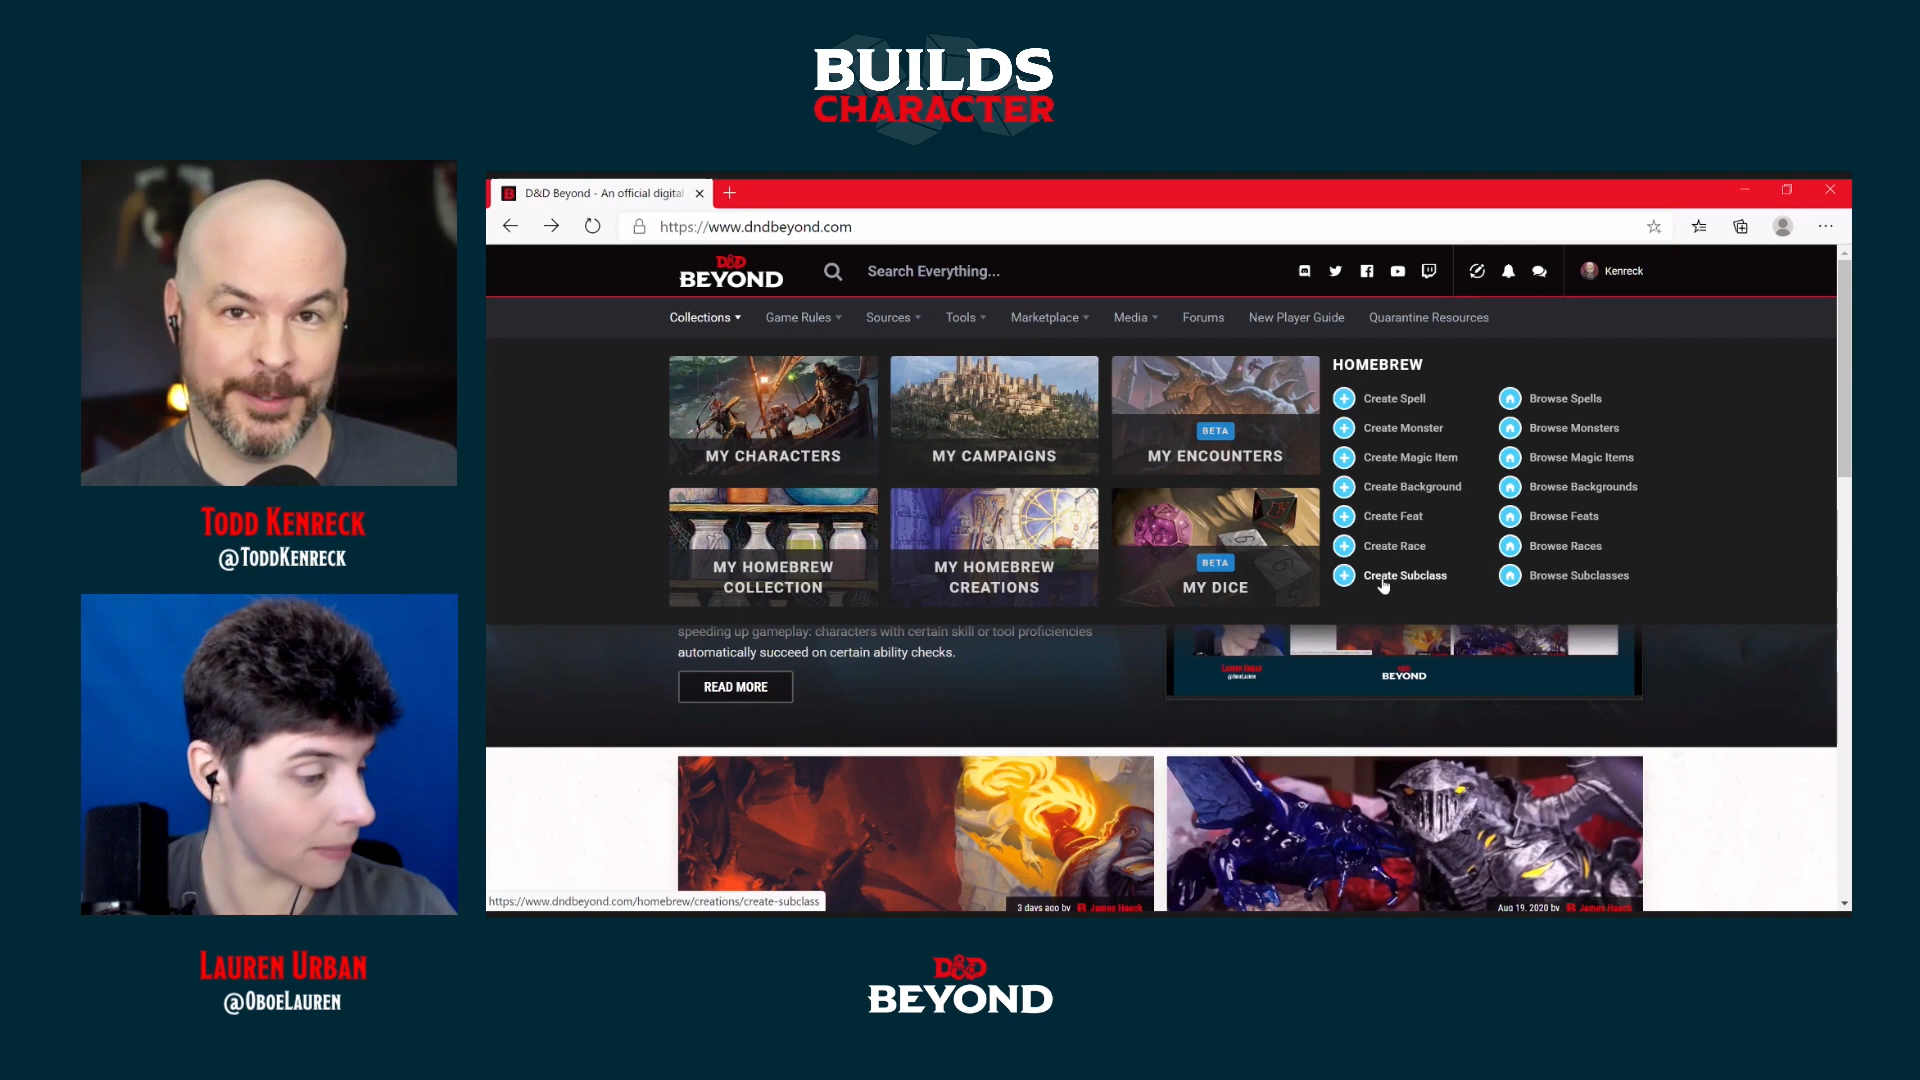 BUILDS
CHARACTER
TODD KENRECK
@TODDKENRECK
LAUREN URBAN
@OBOELAUREN
D&D Beyond - An official digital
https://www.dndbeyond.com
D&D
BEYOND
Search Everything...
Kenreck
Collections
Game Rules
Sources
Tools
Marketplace
Media
Forums
New Player Guide
Quarantine Resources
MY CHARACTERS
MY CAMPAIGNS
BETA
MY ENCOUNTERS
MY HOMEBREW
COLLECTION
MY HOMEBREW
CREATIONS
BETA
MY DICE
HOMEBREW
Create Spell
Browse Spells
Create Monster
Browse Monsters
Create Magic Item
Browse Magic Items
Create Background
Browse Backgrounds
Create Feat
Browse Feats
Create Race
Browse Races
Create Subclass
Browse Subclasses
speeding up gameplay: characters with certain skill or tool proficiencies
automatically succeed on certain ability checks.
READ MORE
LAUREN URBAN
@OBOELAUREN
BEYOND
3 days ago by James Haeck
Aug 19, 2020 by James Haeck
https://www.dndbeyond.com/homebrew/creations/create-subclass
D&D
BEYOND